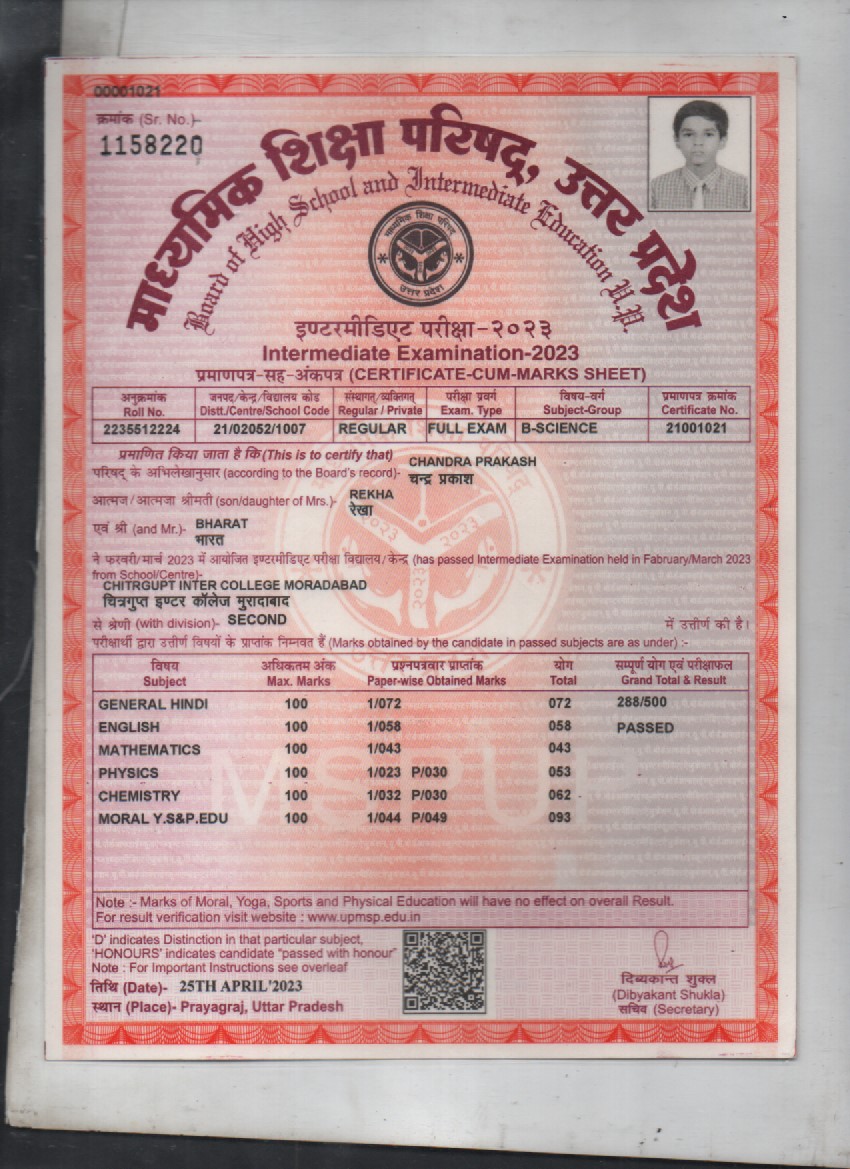 00001021
क्रमांक (Sr. No.)-
1158220
माध्यमिक शिक्षा परिषद्, उत्तर प्रदेश
Board of High School and Intermediate Education U.P.
माध्यमिक शिक्षा परिषद
उत्तर प्रदेश
इण्टरमीडिएट परीक्षा-२०२३
Intermediate Examination-2023
प्रमाणपत्र-सह-अंकपत्र (CERTIFICATE-CUM-MARKS SHEET)
अनुक्रमांक जनपद/केन्द्र/विद्यालय कोड संस्थागत/व्यक्तिगत परीक्षा प्रवर्ग विषय-वर्ग प्रमाणपत्र क्रमांक
Roll No. Distt./Centre/School Code Regular / Private Exam. Type Subject-Group Certificate No.
2235512224 21/02052/1007 REGULAR FULL EXAM B-SCIENCE 21001021
प्रमाणित किया जाता है कि (This is to certify that)
CHANDRA PRAKASH
परिषद् के अभिलेखानुसार (according to the Board's record)-
चन्द्र प्रकाश
आत्मज/आत्मजा श्रीमती (son/daughter of Mrs.)- REKHA
रेखा
एवं श्री (and Mr.)- BHARAT
भारत
ने फरवरी/मार्च 2023 में आयोजित इण्टरमीडिएट परीक्षा विद्यालय/केन्द्र (has passed Intermediate Examination held in Fabruary/March 2023
from School/Centre)-
CHITRGUPT INTER COLLEGE MORADABAD
चित्रगुप्त इण्टर कॉलेज मुरादाबाद
से श्रेणी (with division)- SECOND में उत्तीर्ण की है।
परीक्षार्थी द्वारा उत्तीर्ण विषयों के प्राप्तांक निम्नवत हैं (Marks obtained by the candidate in passed subjects are as under) :-
विषय अधिकतम अंक प्रश्नपत्रवार प्राप्तांक योग सम्पूर्ण योग एवं परीक्षाफल
Subject Max. Marks Paper-wise Obtained Marks Total Grand Total & Result
GENERAL HINDI 100 1/072 072 288/500
ENGLISH 100 1/058 058 PASSED
MATHEMATICS 100 1/043 043
PHYSICS 100 1/023 P/030 053
CHEMISTRY 100 1/032 P/030 062
MORAL Y.S&P.EDU 100 1/044 P/049 093
MSPUP
Note :- Marks of Moral, Yoga, Sports and Physical Education will have no effect on overall Result.
For result verification visit website : www.upmsp.edu.in
'D' indicates Distinction in that particular subject,
'HONOURS' indicates candidate "passed with honour"
Note : For Important Instructions see overleaf
तिथि (Date)- 25TH APRIL'2023
स्थान (Place)- Prayagraj, Uttar Pradesh
दिब्यकान्त शुक्ल
(Dibyakant Shukla)
सचिव (Secretary)